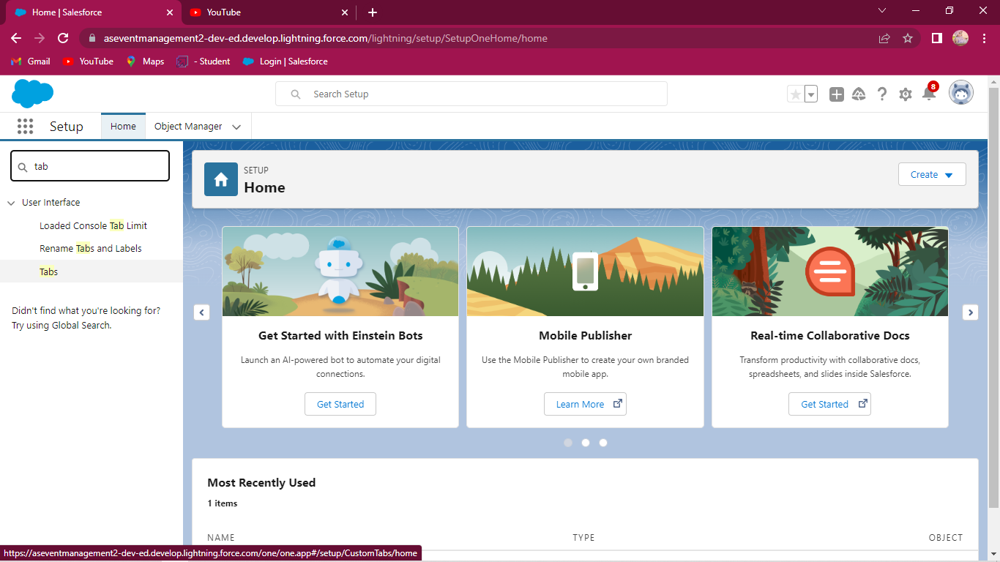 Home | Salesforce
YouTube
aseventmanagement2-dev-ed.develop.lightning.force.com/lightning/setup/SetupOneHome/home
Gmail
YouTube
Maps
- Student
Login | Salesforce
Search Setup
8
Setup
Home
Object Manager
tab
User Interface
Loaded Console Tab Limit
Rename Tabs and Labels
Tabs
Didn't find what you're looking for?
Try using Global Search.
SETUP
Home
Create
Get Started with Einstein Bots
Launch an AI-powered bot to automate your digital
connections.
Get Started
Mobile Publisher
Use the Mobile Publisher to create your own branded
mobile app.
Learn More
Real-time Collaborative Docs
Transform productivity with collaborative docs,
spreadsheets, and slides inside Salesforce.
Get Started
Most Recently Used
1 items
NAME TYPE OBJECT
https://aseventmanagement2-dev-ed.develop.lightning.force.com/one/one.app#/setup/CustomTabs/home